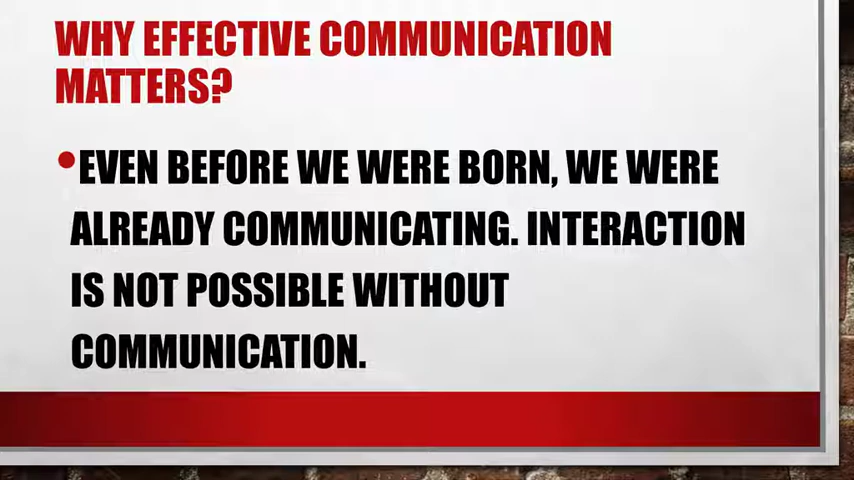 WHY EFFECTIVE COMMUNICATION
MATTERS?
•EVEN BEFORE WE WERE BORN, WE WERE
ALREADY COMMUNICATING. INTERACTION
IS NOT POSSIBLE WITHOUT
COMMUNICATION.